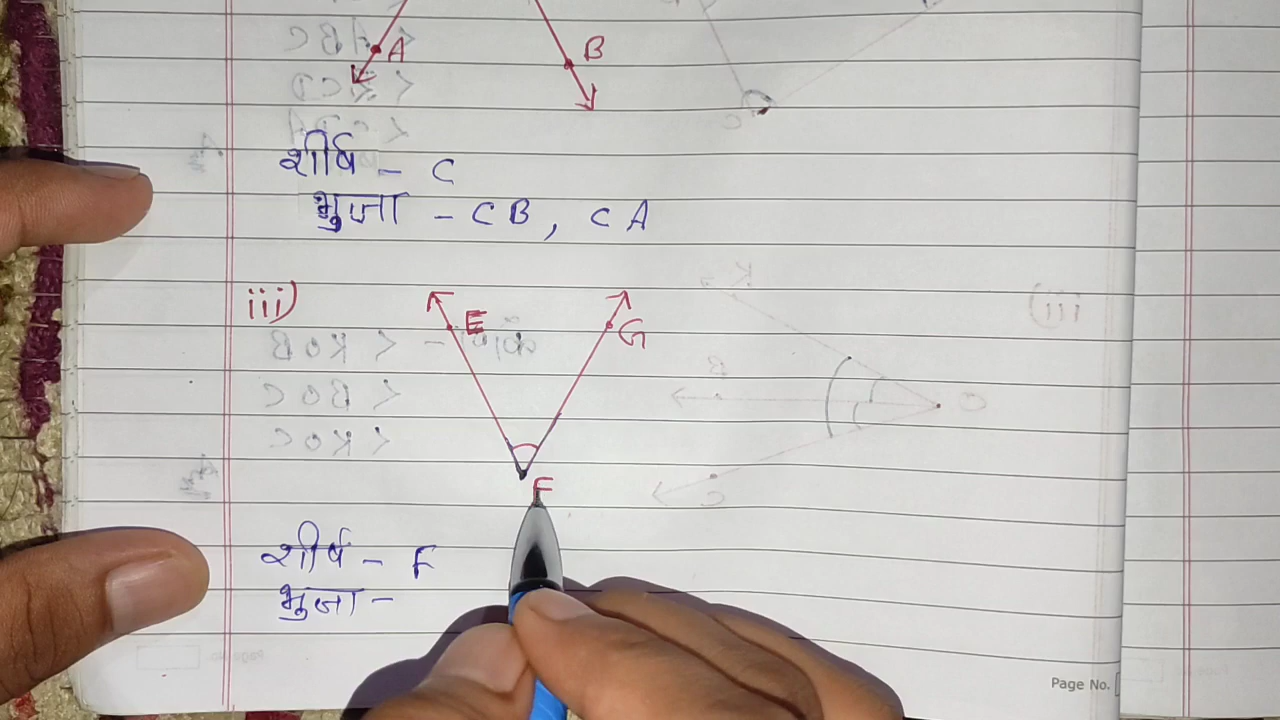 A B
शीर्ष - C
भुजा - CB, CA
iii)
E G
F
शीर्ष - F
भुजा -
Page No.